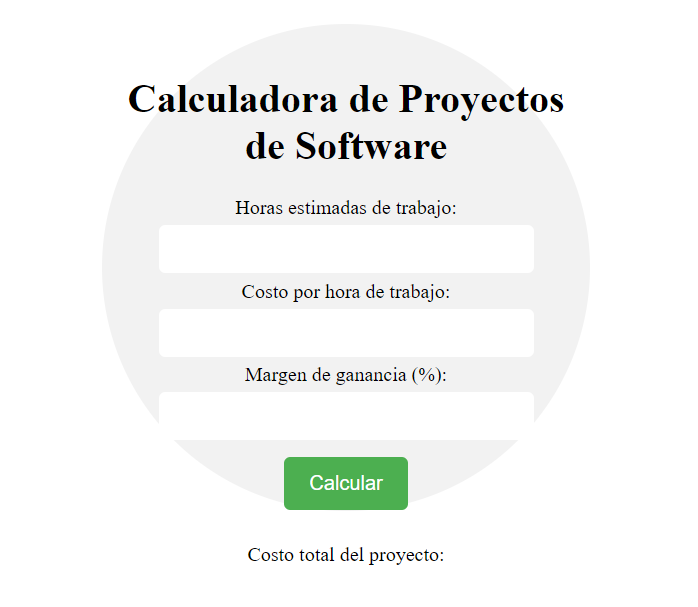 Calculadora de Proyectos
de Software
Horas estimadas de trabajo:
Costo por hora de trabajo:
Margen de ganancia (%):
Calcular
Costo total del proyecto: